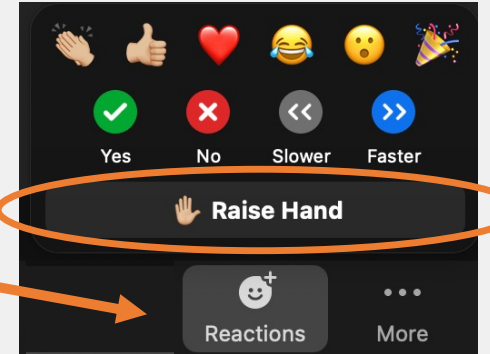 Yes No Slower Faster
Raise Hand
Reactions More